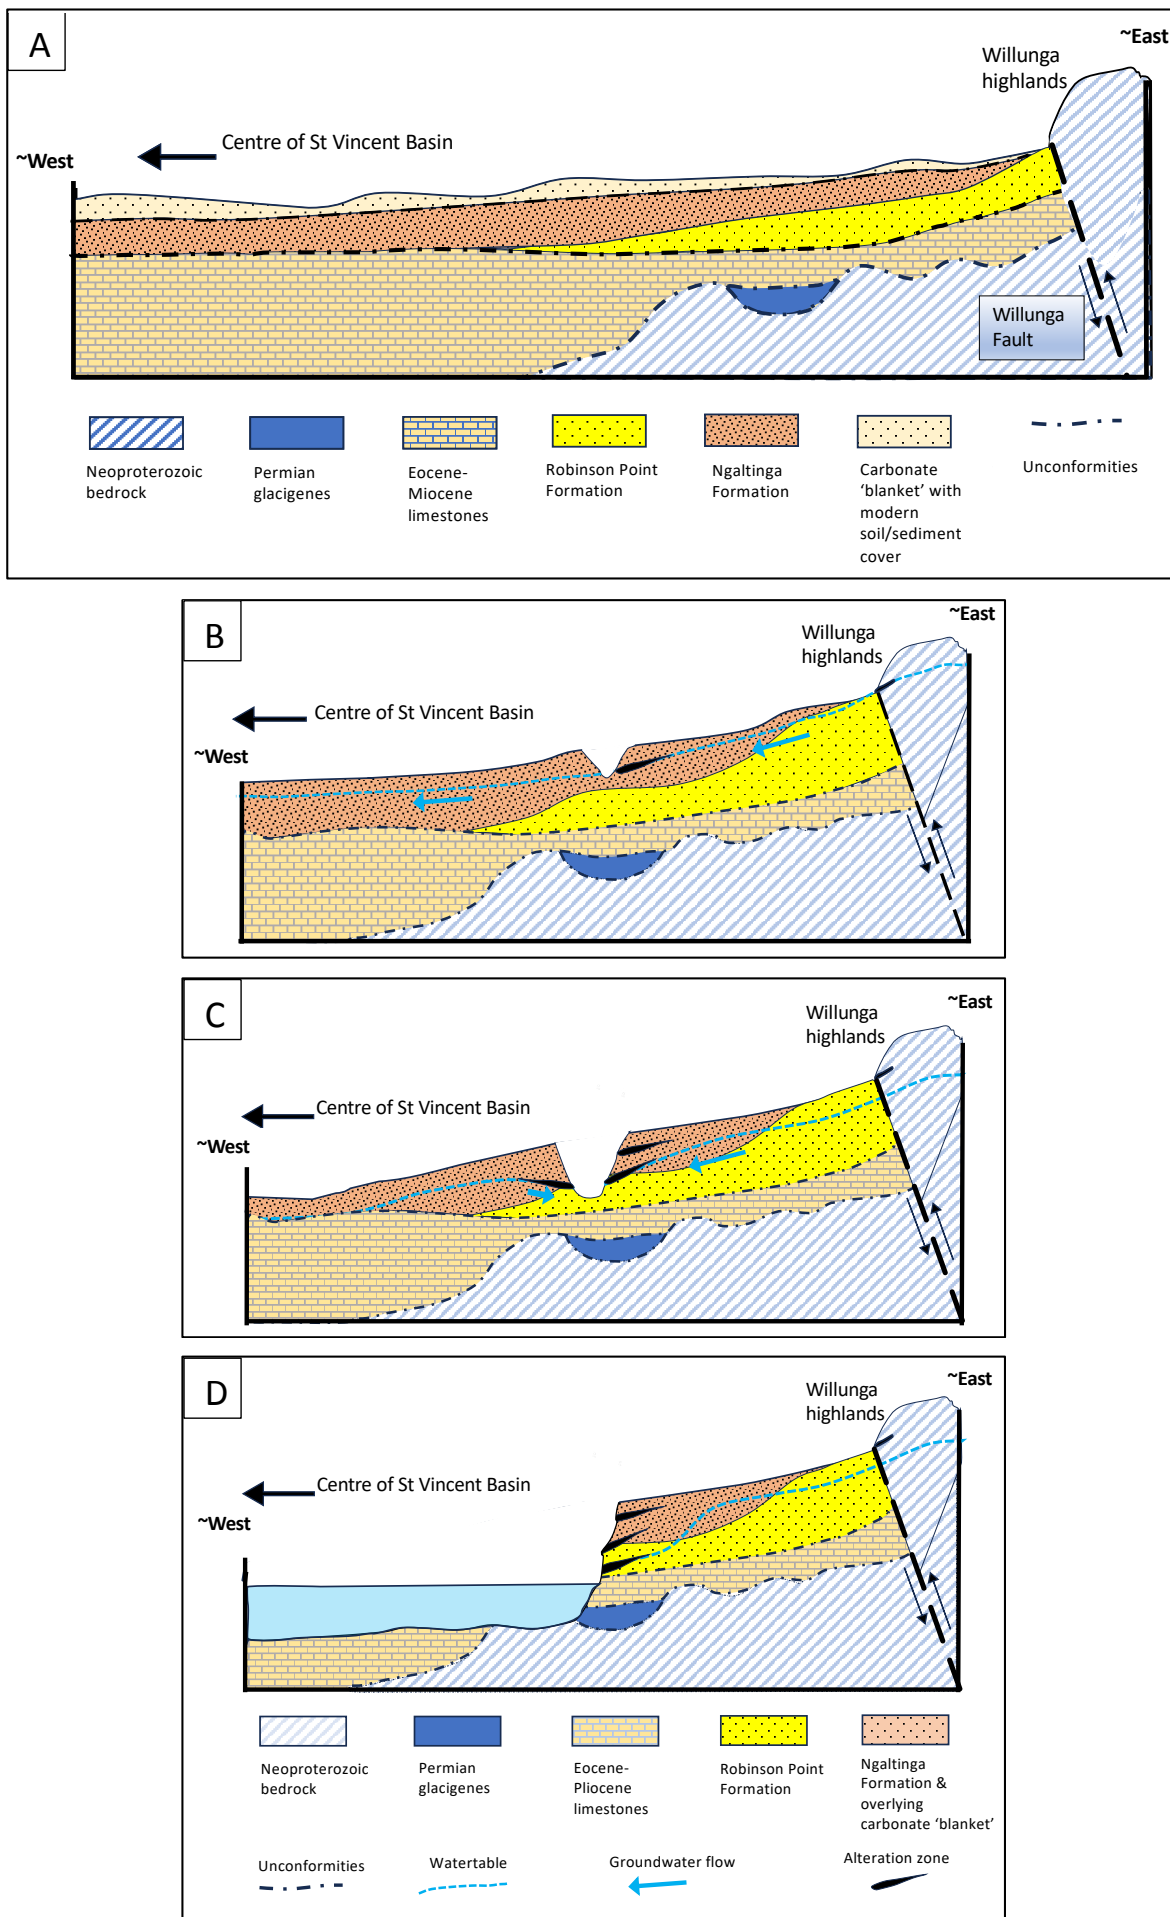 A
~East
Willunga
highlands
Centre of St Vincent Basin
~West
Willunga
Fault
Neoproterozoic
bedrock
Permian
glacigenes
Eocene-
Miocene
limestones
Robinson Point
Formation
Ngaltinga
Formation
Carbonate
‘blanket’ with
modern
soil/sediment
cover
Unconformities
B
~East
Willunga
highlands
Centre of St Vincent Basin
~West
C
~East
Willunga
highlands
Centre of St Vincent Basin
~West
D
~East
Willunga
highlands
Centre of St Vincent Basin
~West
Neoproterozoic
bedrock
Permian
glacigenes
Eocene-
Pliocene
limestones
Robinson Point
Formation
Ngaltinga
Formation &
overlying
carbonate ‘blanket’
Unconformities
Watertable
Groundwater flow
Alteration zone